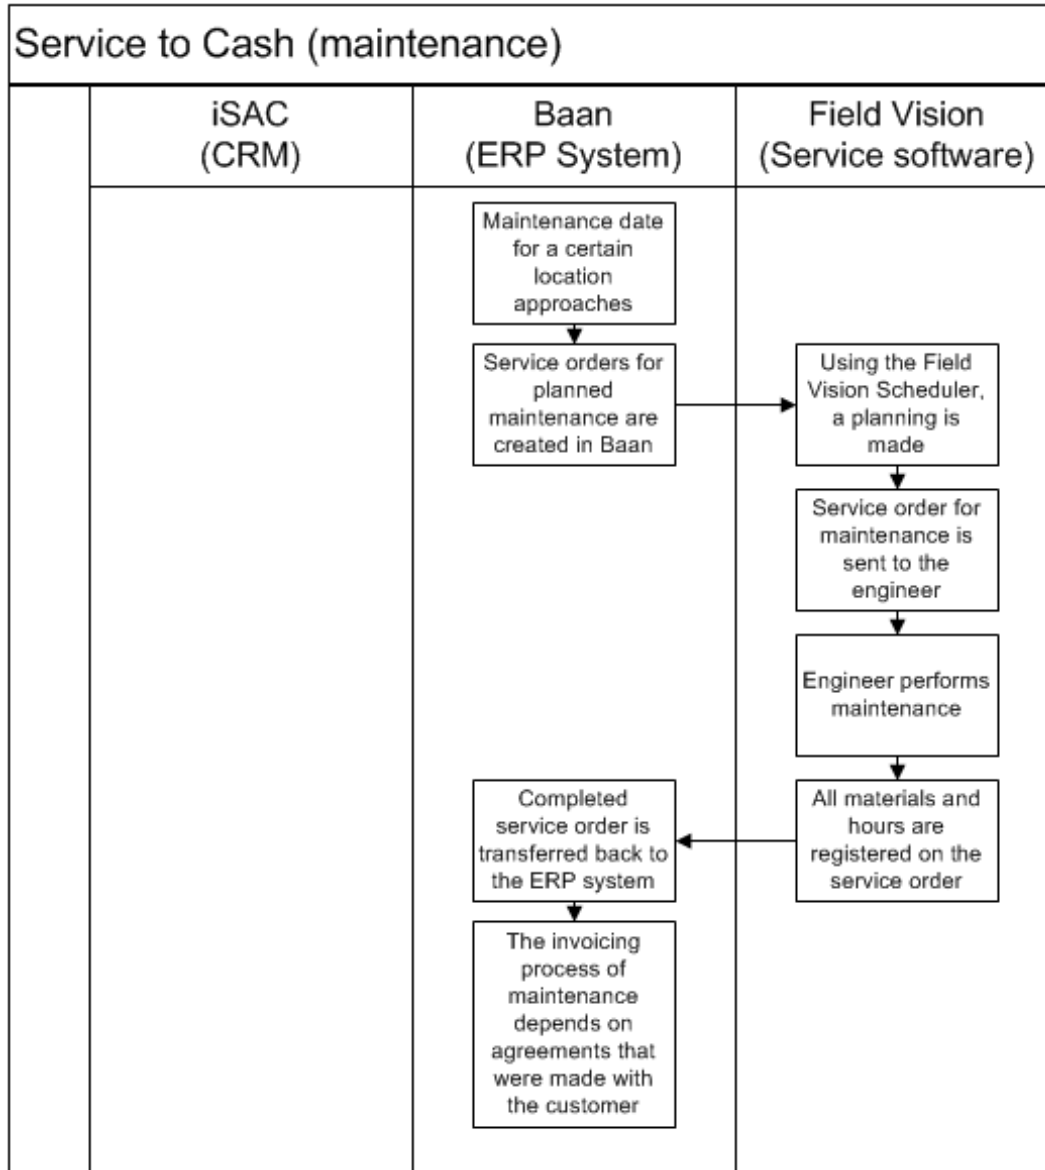 Service to Cash (maintenance)
iSAC
(CRM)
Baan
(ERP System)
Field Vision
(Service software)
Maintenance date
for a certain
location
approaches
Service orders for
planned
maintenance are
created in Baan
Using the Field
Vision Scheduler,
a planning is
made
Service order for
maintenance is
sent to the
engineer
Engineer performs
maintenance
All materials and
hours are
registered on the
service order
Completed
service order is
transferred back to
the ERP system
The invoicing
process of
maintenance
depends on
agreements that
were made with
the customer